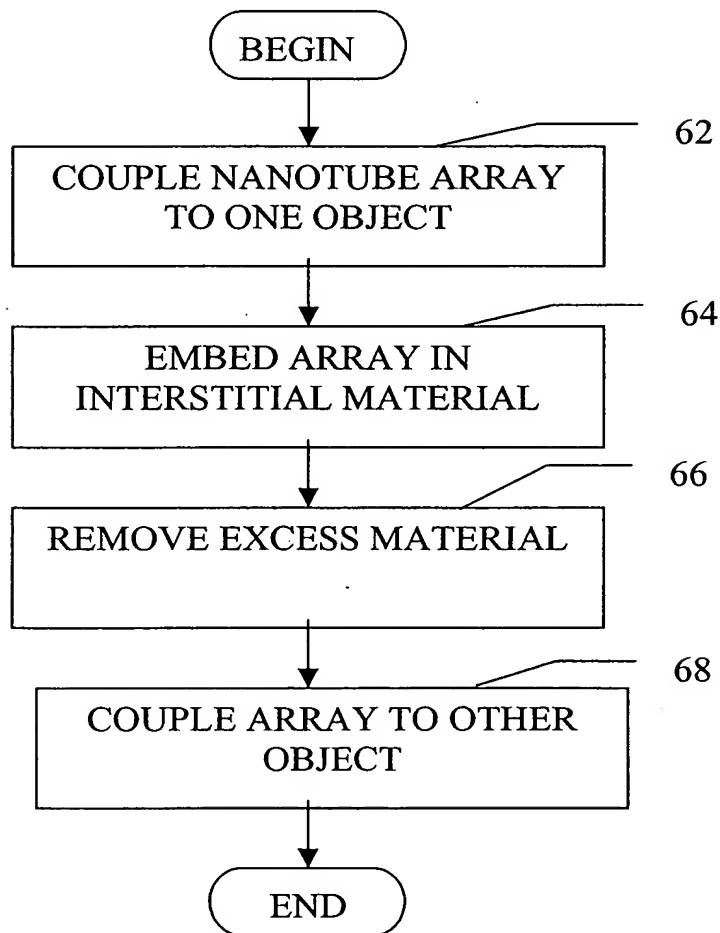 BEGIN
62
COUPLE NANOTUBE ARRAY
TO ONE OBJECT
64
EMBED ARRAY IN
INTERSTITIAL MATERIAL
66
REMOVE EXCESS MATERIAL
68
COUPLE ARRAY TO OTHER
OBJECT
END